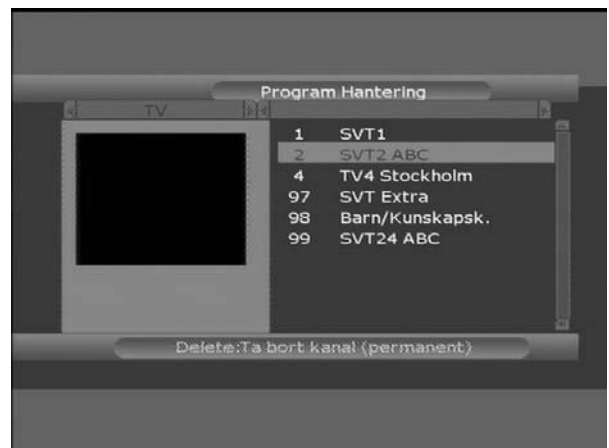 Program Hantering
TV
1 SVT1
2 SVT2 ABC
4 TV4 Stockholm
97 SVT Extra
98 Barn/Kunskapsk.
99 SVT24 ABC
Delete:Ta bort kanal (permanent)